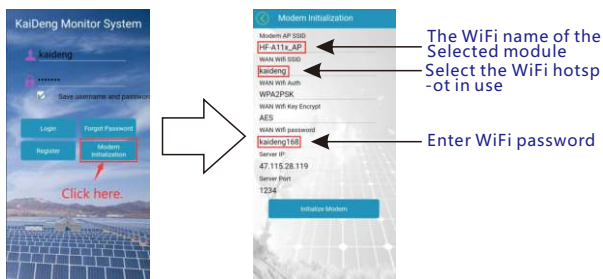 KaiDeng Monitor System
kaideng
•••••••
Save username and password
Login
Forgot Password
Register
Modem
Initialization
Click here.
Modem Initialization
Modem AP SSID
HF-A11x_AP
WAN Wifi SSID
kaideng
WAN Wifi Auth
WPA2PSK
WAN Wifi Key Encrypt
AES
WAN Wifi password
kaideng168
Server IP
47.115.28.119
Server Port
1234
Initialize Modem
The WiFi name of the
Selected module
Select the WiFi hotsp
-ot in use
Enter WiFi password